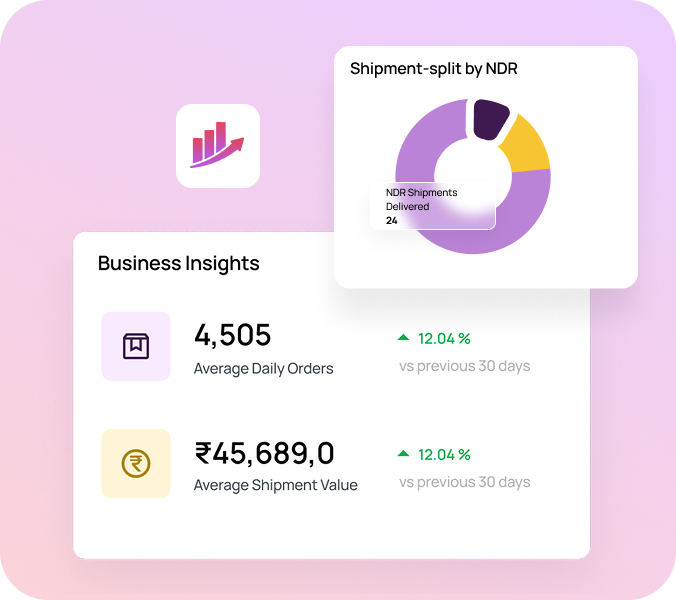 Shipment-split by NDR
NDR Shipments
Delivered
24
Business Insights
4,505
Average Daily Orders
12.04 %
vs previous 30 days
₹45,689,0
Average Shipment Value
12.04 %
vs previous 30 days